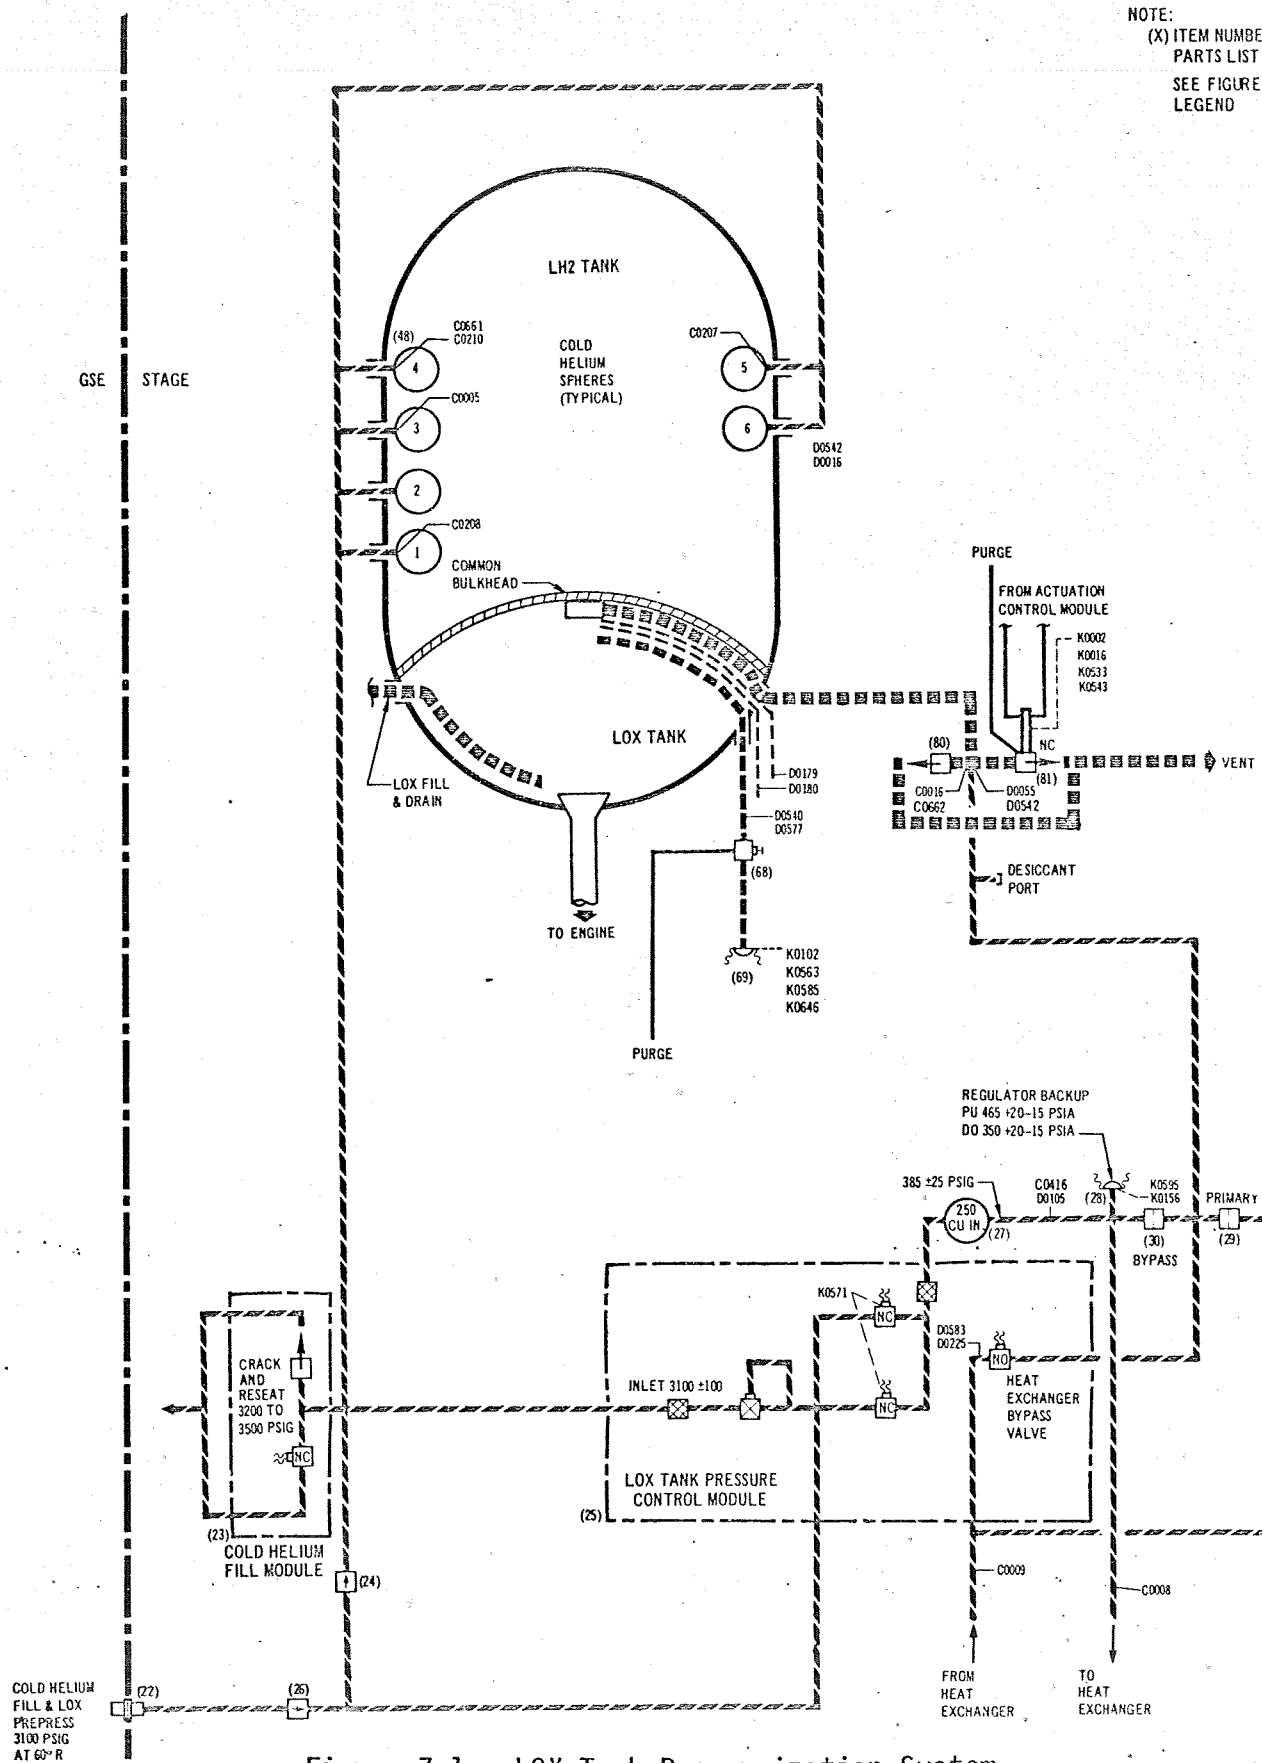 NOTE:
(X) ITEM NUMBE
PARTS LIST
SEE FIGURE
LEGEND
GSE
STAGE
LH2 TANK
COLD
HELIUM
SPHERES
(TYPICAL)
(48)
C0661
C0210
4
C0005
3
2
C0208
1
C0207
5
6
D0542
D0016
COMMON
BULKHEAD
LOX TANK
LOX FILL
& DRAIN
TO ENGINE
D0179
D0180
D0540
D0577
(68)
(69)
K0102
K0563
K0585
K0646
PURGE
PURGE
FROM ACTUATION
CONTROL MODULE
K0002
K0016
K0533
K0543
(80)
NC
(81)
VENT
C0016
C0662
D0055
D0542
DESICCANT
PORT
REGULATOR BACKUP
PU 465 +20-15 PSIA
DO 350 +20-15 PSIA
385 ±25 PSIG
250
CU IN
(27)
C0416
D0105
(28)
K0595
K0156
PRIMARY
(30)
BYPASS
(29)
K0571
NC
D0583
D0225
NO
HEAT
EXCHANGER
BYPASS
VALVE
INLET 3100 ±100
NC
LOX TANK PRESSURE
CONTROL MODULE
(25)
CRACK
AND
RESEAT
3200 TO
3500 PSIG
NC
(23)
COLD HELIUM
FILL MODULE
(24)
C0009
C0008
FROM
HEAT
EXCHANGER
TO
HEAT
EXCHANGER
COLD HELIUM
FILL & LOX
PREPRESS
3100 PSIG
AT 60° R
(22)
(26)